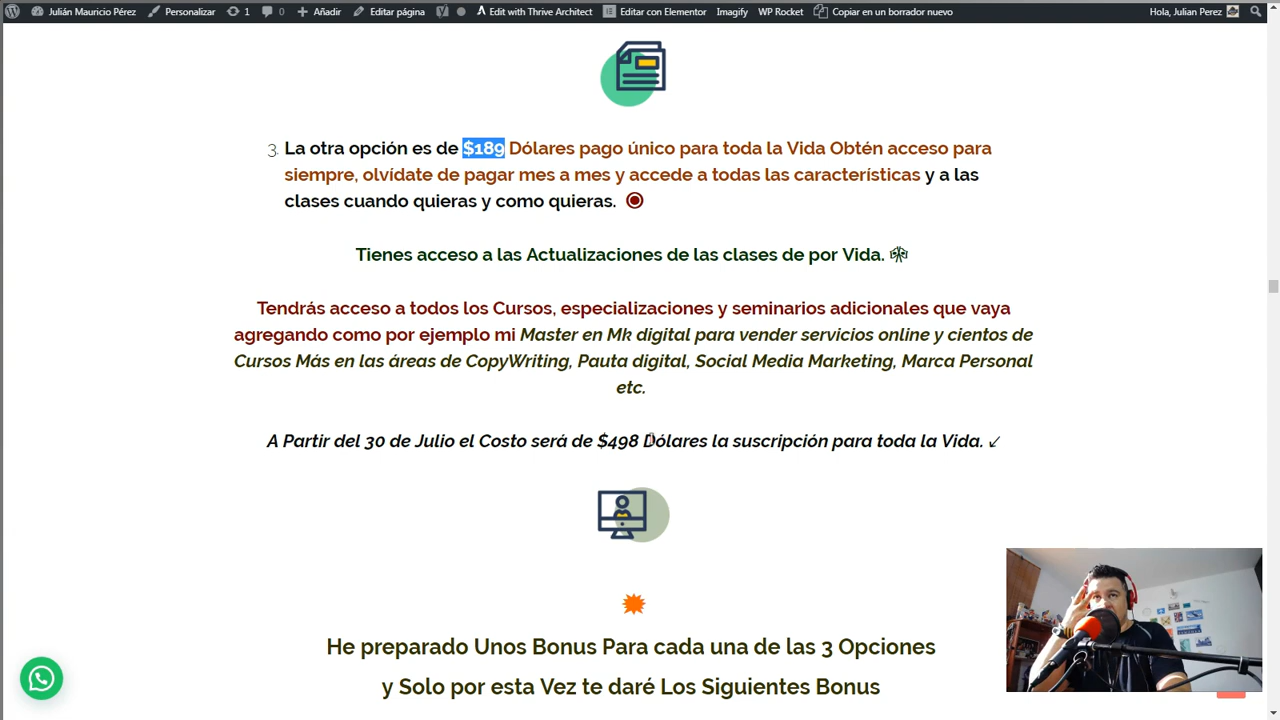 Julián Mauricio Pérez Personalizar 1 0 Añadir Editar página Edit with Thrive Architect Editar con Elementor Imagify WP Rocket Copiar en un borrador nuevo Hola, Julian Perez
3. La otra opción es de $189 Dólares pago único para toda la Vida Obtén acceso para
siempre, olvídate de pagar mes a mes y accede a todas las características y a las
clases cuando quieras y como quieras.
Tienes acceso a las Actualizaciones de las clases de por Vida.
Tendrás acceso a todos los Cursos, especializaciones y seminarios adicionales que vaya
agregando como por ejemplo mi Master en Mk digital para vender servicios online y cientos de
Cursos Más en las áreas de CopyWriting, Pauta digital, Social Media Marketing, Marca Personal
etc.
A Partir del 30 de Julio el Costo será de $498 Dólares la suscripción para toda la Vida. ↙
He preparado Unos Bonus Para cada una de las 3 Opciones
y Solo por esta Vez te daré Los Siguientes Bonus